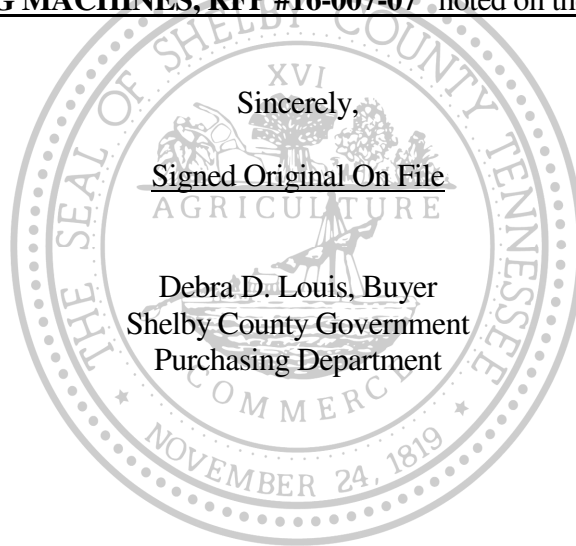 G MACHINES, RFP #16-007-07" noted on th
Sincerely,
Signed Original On File
Debra D. Louis, Buyer
Shelby County Government
Purchasing Department
THE SEAL OF SHELBY COUNTY TENNESSEE
XVI
AGRICULTURE
COMMERCE
NOVEMBER 24, 1819